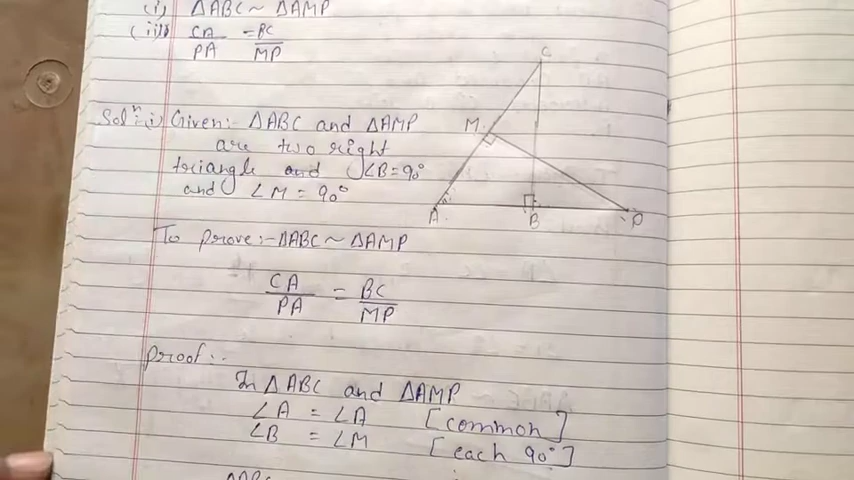 (i) ΔABC ~ ΔAMP
(ii) CA/PA = BC/MP
Solⁿ:- (i) Given:- ΔABC and ΔAMP
are two right
triangle and ∠B = 90°
and ∠M = 90°
C
M
A
B
P
To prove:- ΔABC ~ ΔAMP
CA/PA = BC/MP
Proof:-
In ΔABC and ΔAMP
∠A = ∠A [common]
∠B = ∠M [each 90°]
ΔABC